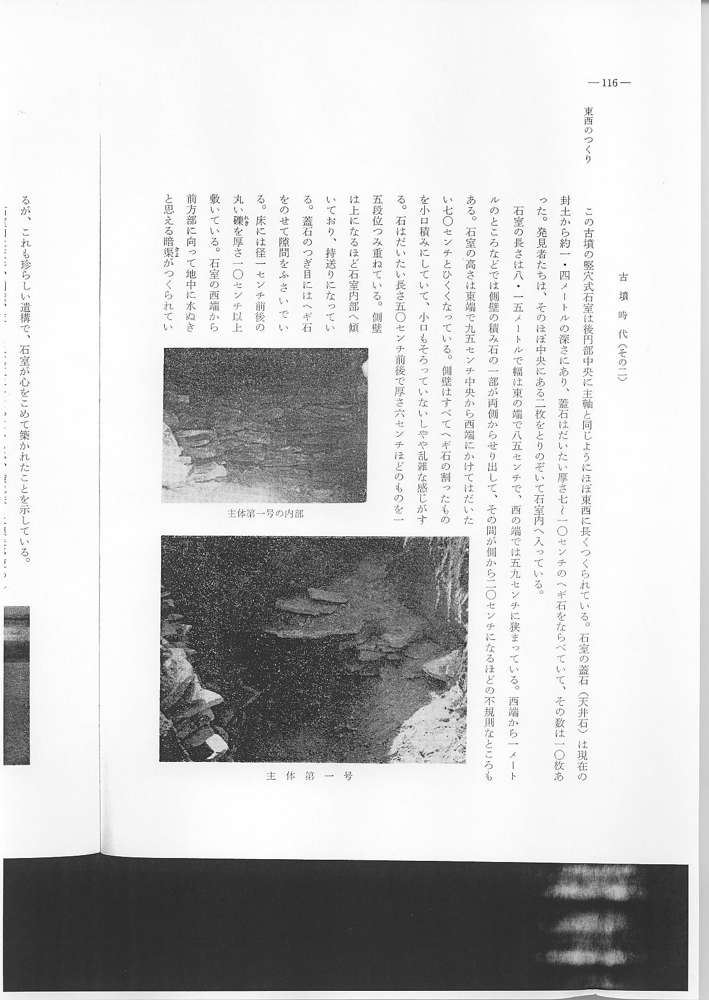 — 116 —
古墳時代（その二）
東西のつくり
この古墳の竪穴式石室は後円部中央に主軸と同じようにほぼ東西に長くつくられている。石室の蓋石（天井石）は現在の
封土から約一・四メートルの深さにあり、蓋石はだいたい厚さ七〜一〇センチのヘギ石をならべていて、その数は一〇枚あ
った。発見者たちは、そのほぼ中央にある二枚をとりのぞいて石室内へ入っている。
石室の長さは八・一五メートルで幅は東の端で八五センチで、西の端では五九センチに狭まっている。西端から一メート
ルのところなどでは側壁の積み石の一部が両側からせり出して、その間が側から二〇センチになるほどの不規則なところも
ある。石室の高さは東端で九五センチ中央から西端にかけてはだいた
い七〇センチとひくくなっている。側壁はすべてヘギ石の割ったもの
を小口積みにしていて、小口もそろっていないしやや乱雑な感じがす
る。石はだいたい長さ五〇センチ前後で厚さ六センチほどのものを一
五段位つみ重ねている。側壁
は上になるほど石室内部へ傾
いており、持送りになってい
る。蓋石のつぎ目にはヘギ石
をのせて隙間をふさいでい
る。床には径一センチ前後の
丸い礫れきを厚さ一〇センチ以上
敷いている。石室の西端から
前方部に向って地中に水ぬき
と思える暗渠きょがつくられてい
主体第一号の内部
主体第一号
るが、これも珍らしい遺構で、石室が心をこめて築かれたことを示している。